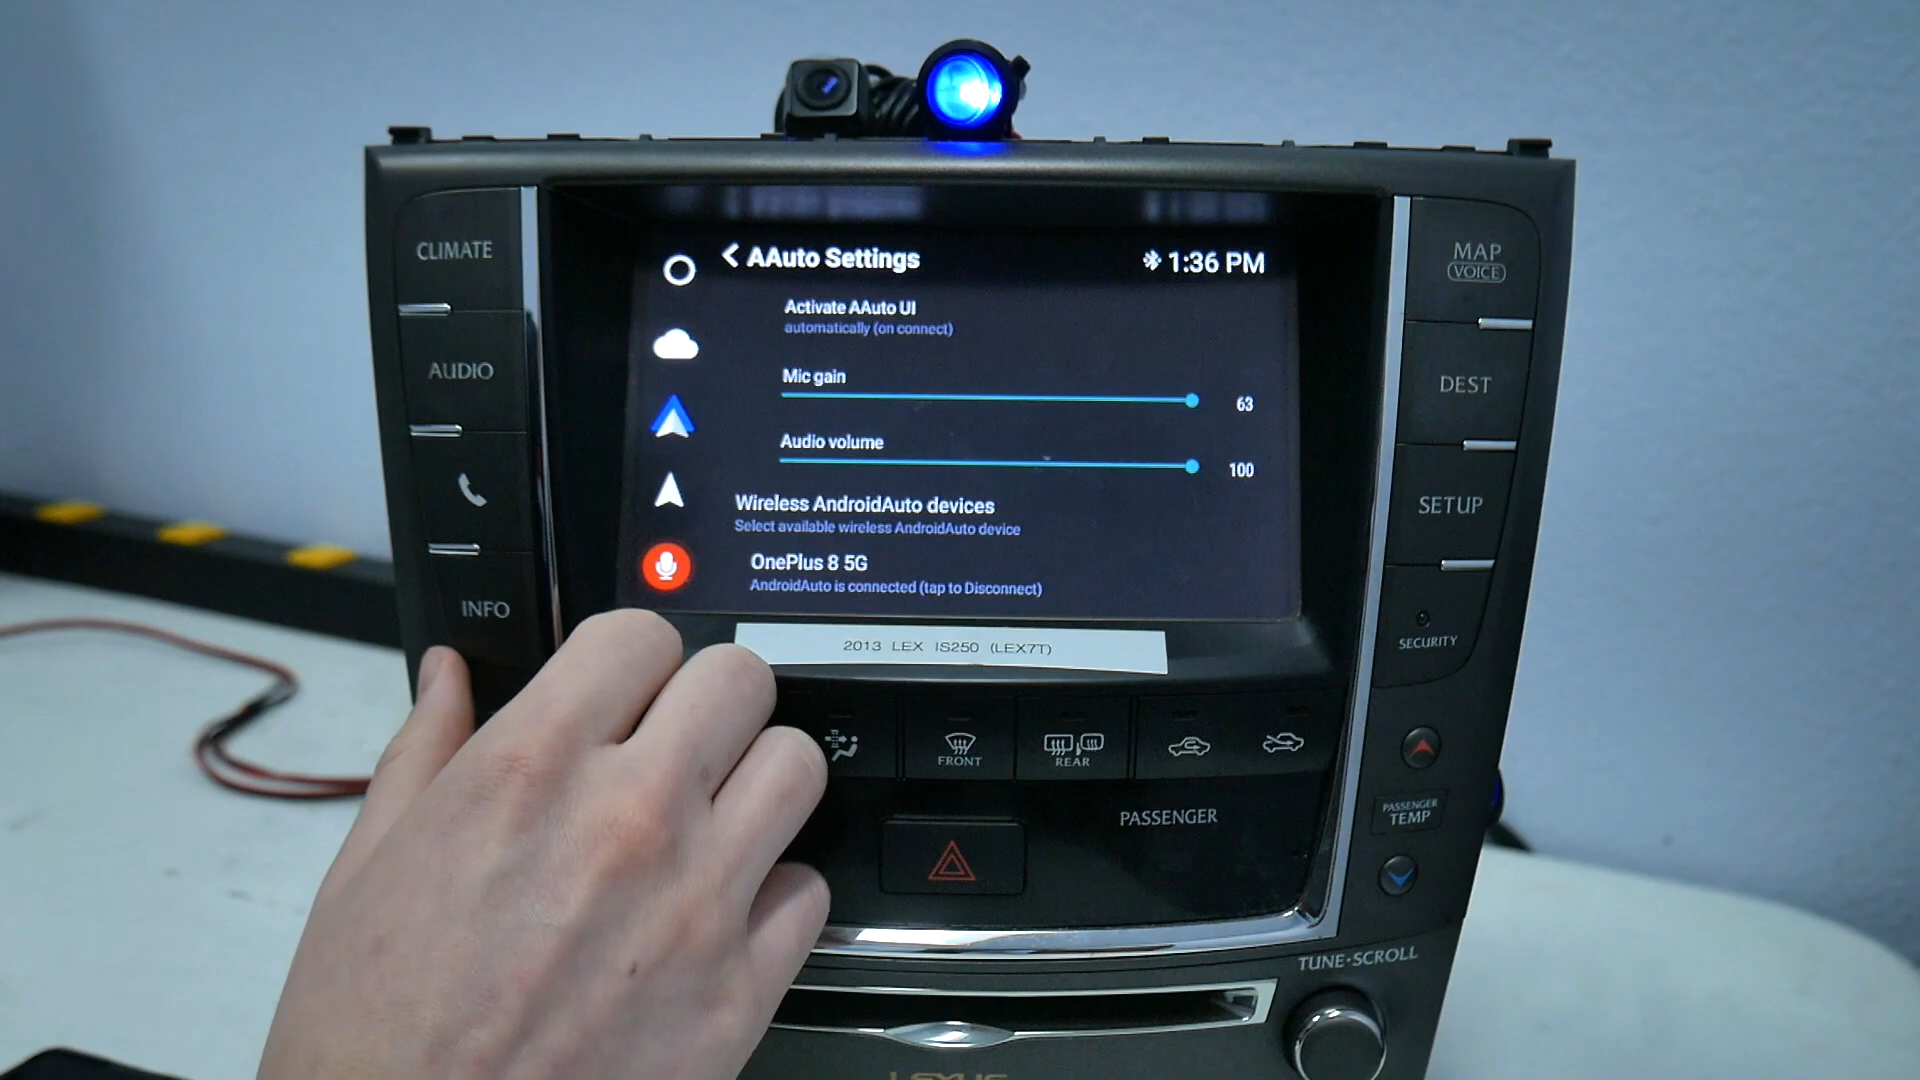 CLIMATE
AUDIO
INFO
AAuto Settings
1:36 PM
Activate AAuto UI
automatically (on connect)
Mic gain
63
Audio volume
100
Wireless AndroidAuto devices
Select available wireless AndroidAuto device
OnePlus 8 5G
AndroidAuto is connected (tap to Disconnect)
MAP
VOICE
DEST
SETUP
SECURITY
2013 LEX IS250 (LEX7T)
FRONT
REAR
PASSENGER
PASSENGER
TEMP
TUNE·SCROLL
LEXUS